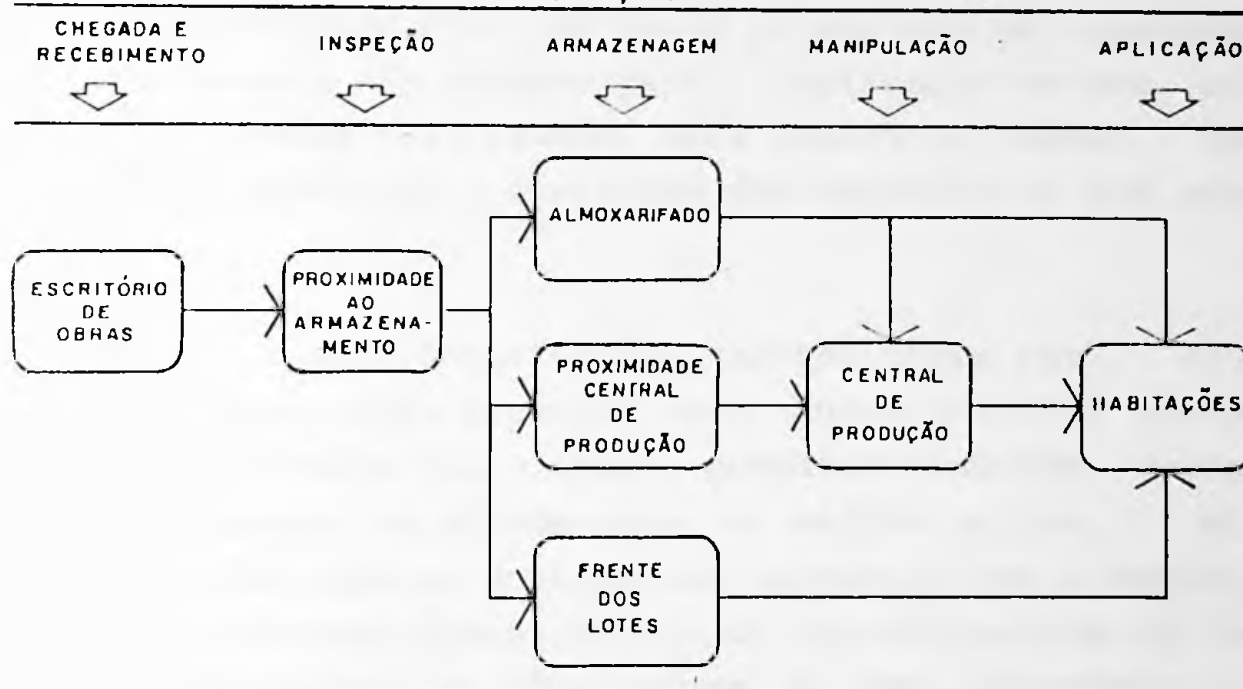 CHEGADA E
RECEBIMENTO
INSPEÇÃO
ARMAZENAGEM
MANIPULAÇÃO
APLICAÇÃO
ESCRITÓRIO
DE
OBRAS
PROXIMIDADE
AO
ARMAZENA-
MENTO
ALMOXARIFADO
PROXIMIDADE
CENTRAL
DE
PRODUÇÃO
CENTRAL
DE
PRODUÇÃO
HABITAÇÕES
FRENTE
DOS
LOTES